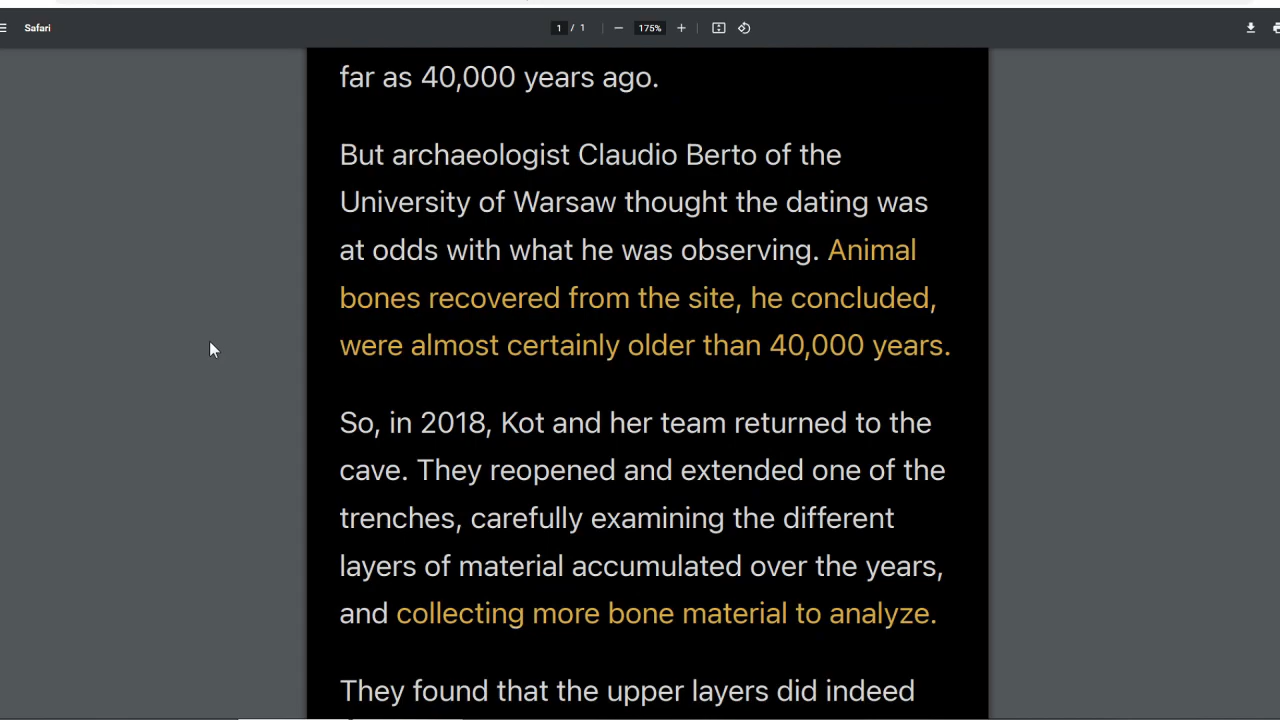 Safari
1 / 1
175%
far as 40,000 years ago.
But archaeologist Claudio Berto of the
University of Warsaw thought the dating was
at odds with what he was observing. Animal
bones recovered from the site, he concluded,
were almost certainly older than 40,000 years.
So, in 2018, Kot and her team returned to the
cave. They reopened and extended one of the
trenches, carefully examining the different
layers of material accumulated over the years,
and collecting more bone material to analyze.
They found that the upper layers did indeed